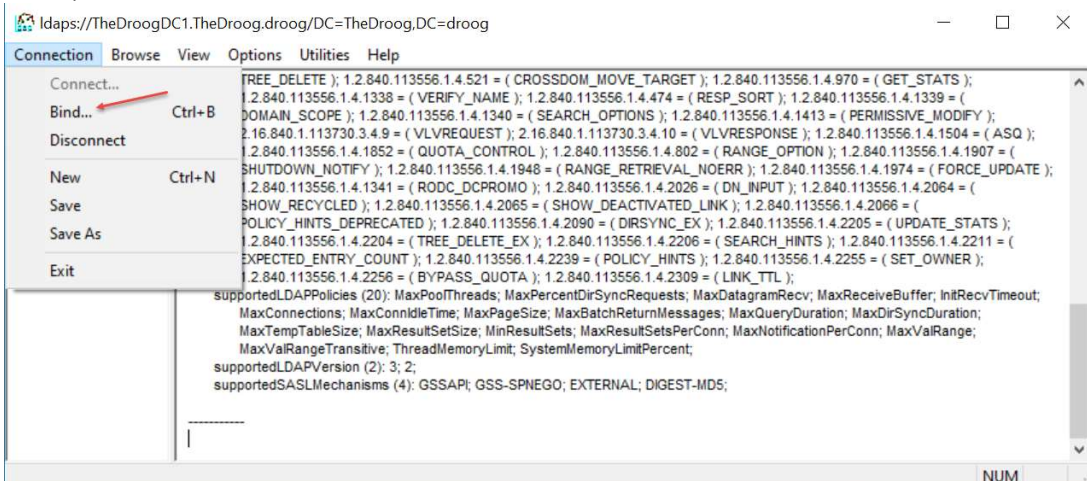 ldaps://TheDroogDC1.TheDroog.droog/DC=TheDroog,DC=droog
Connection Browse View Options Utilities Help
Connect...
Bind... Ctrl+B
Disconnect
New Ctrl+N
Save
Save As
Exit
TREE_DELETE ); 1.2.840.113556.1.4.521 = ( CROSSDOM_MOVE_TARGET ); 1.2.840.113556.1.4.970 = ( GET_STATS );
1.2.840.113556.1.4.1338 = ( VERIFY_NAME ); 1.2.840.113556.1.4.474 = ( RESP_SORT ); 1.2.840.113556.1.4.1339 = (
DOMAIN_SCOPE ); 1.2.840.113556.1.4.1340 = ( SEARCH_OPTIONS ); 1.2.840.113556.1.4.1413 = ( PERMISSIVE_MODIFY );
2.16.840.1.113730.3.4.9 = ( VLVREQUEST ); 2.16.840.1.113730.3.4.10 = ( VLVRESPONSE ); 1.2.840.113556.1.4.1504 = ( ASQ );
1.2.840.113556.1.4.1852 = ( QUOTA_CONTROL ); 1.2.840.113556.1.4.802 = ( RANGE_OPTION ); 1.2.840.113556.1.4.1907 = (
SHUTDOWN_NOTIFY ); 1.2.840.113556.1.4.1948 = ( RANGE_RETRIEVAL_NOERR ); 1.2.840.113556.1.4.1974 = ( FORCE_UPDATE );
1.2.840.113556.1.4.1341 = ( RODC_DCPROMO ); 1.2.840.113556.1.4.2026 = ( DN_INPUT ); 1.2.840.113556.1.4.2064 = (
SHOW_RECYCLED ); 1.2.840.113556.1.4.2065 = ( SHOW_DEACTIVATED_LINK ); 1.2.840.113556.1.4.2066 = (
POLICY_HINTS_DEPRECATED ); 1.2.840.113556.1.4.2090 = ( DIRSYNC_EX ); 1.2.840.113556.1.4.2205 = ( UPDATE_STATS );
1.2.840.113556.1.4.2204 = ( TREE_DELETE_EX ); 1.2.840.113556.1.4.2206 = ( SEARCH_HINTS ); 1.2.840.113556.1.4.2211 = (
EXPECTED_ENTRY_COUNT ); 1.2.840.113556.1.4.2239 = ( POLICY_HINTS ); 1.2.840.113556.1.4.2255 = ( SET_OWNER );
1.2.840.113556.1.4.2256 = ( BYPASS_QUOTA ); 1.2.840.113556.1.4.2309 = ( LINK_TTL );
supportedLDAPPolicies (20): MaxPoolThreads; MaxPercentDirSyncRequests; MaxDatagramRecv; MaxReceiveBuffer; InitRecvTimeout;
MaxConnections; MaxConnIdleTime; MaxPageSize; MaxBatchReturnMessages; MaxQueryDuration; MaxDirSyncDuration;
MaxTempTableSize; MaxResultSetSize; MinResultSets; MaxResultSetsPerConn; MaxNotificationPerConn; MaxValRange;
MaxValRangeTransitive; ThreadMemoryLimit; SystemMemoryLimitPercent;
supportedLDAPVersion (2): 3; 2;
supportedSASLMechanisms (4): GSSAPI; GSS-SPNEGO; EXTERNAL; DIGEST-MD5;
-----------
NUM